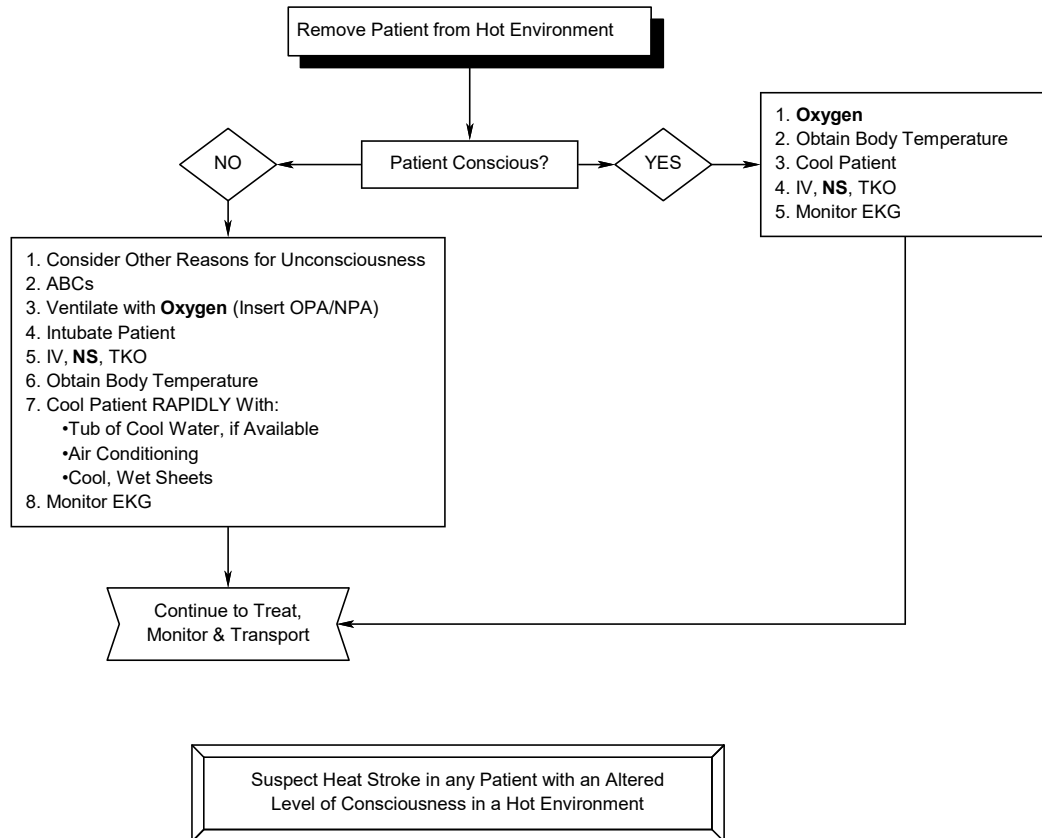 Remove Patient from Hot Environment
Patient Conscious?
NO
YES
1. Oxygen
2. Obtain Body Temperature
3. Cool Patient
4. IV, NS, TKO
5. Monitor EKG
1. Consider Other Reasons for Unconsciousness
2. ABCs
3. Ventilate with Oxygen (Insert OPA/NPA)
4. Intubate Patient
5. IV, NS, TKO
6. Obtain Body Temperature
7. Cool Patient RAPIDLY With:
•Tub of Cool Water, if Available
•Air Conditioning
•Cool, Wet Sheets
8. Monitor EKG
Continue to Treat,
Monitor & Transport
Suspect Heat Stroke in any Patient with an Altered
Level of Consciousness in a Hot Environment